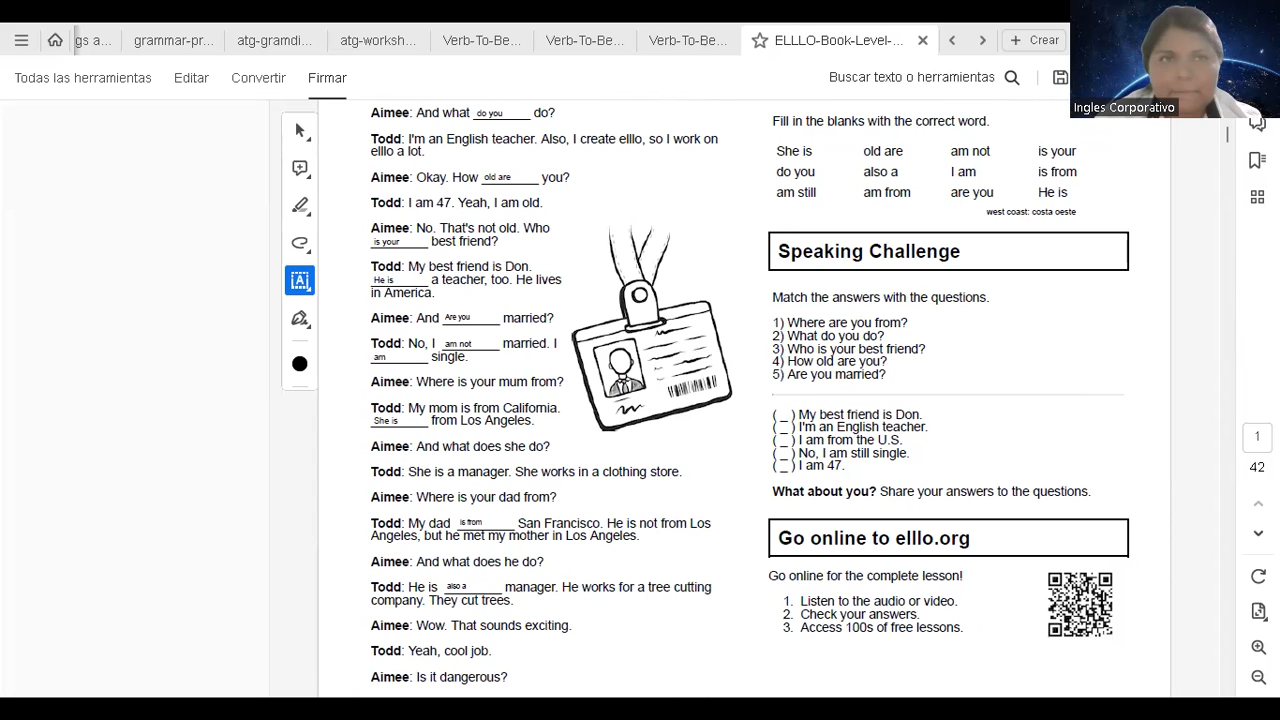 gs a...
grammar-pr...
atg-gramdi...
atg-worksh...
Verb-To-Be...
Verb-To-Be...
Verb-To-Be...
ELLLO-Book-Level-...
Crear
Todas las herramientas
Editar
Convertir
Firmar
Buscar texto o herramientas
Ingles Corporativo
Aimee: And what do you do?
Todd: I'm an English teacher. Also, I create elllo, so I work on
elllo a lot.
Aimee: Okay. How old are you?
Todd: I am 47. Yeah, I am old.
Aimee: No. That's not old. Who
is your best friend?
Todd: My best friend is Don.
He is a teacher, too. He lives
in America.
Aimee: And Are you married?
Todd: No, I am not married. I
am single.
Aimee: Where is your mum from?
Todd: My mom is from California.
She is from Los Angeles.
Aimee: And what does she do?
Todd: She is a manager. She works in a clothing store.
Aimee: Where is your dad from?
Todd: My dad is from San Francisco. He is not from Los
Angeles, but he met my mother in Los Angeles.
Aimee: And what does he do?
Todd: He is also a manager. He works for a tree cutting
company. They cut trees.
Aimee: Wow. That sounds exciting.
Todd: Yeah, cool job.
Aimee: Is it dangerous?
Fill in the blanks with the correct word.
She is old are am not is your
do you also a I am is from
am still am from are you He is
west coast: costa oeste
Speaking Challenge
Match the answers with the questions.
1) Where are you from?
2) What do you do?
3) Who is your best friend?
4) How old are you?
5) Are you married?
( _ ) My best friend is Don.
( _ ) I'm an English teacher.
( _ ) I am from the U.S.
( _ ) No, I am still single.
( _ ) I am 47.
What about you? Share your answers to the questions.
Go online to elllo.org
Go online for the complete lesson!
1. Listen to the audio or video.
2. Check your answers.
3. Access 100s of free lessons.
1
42